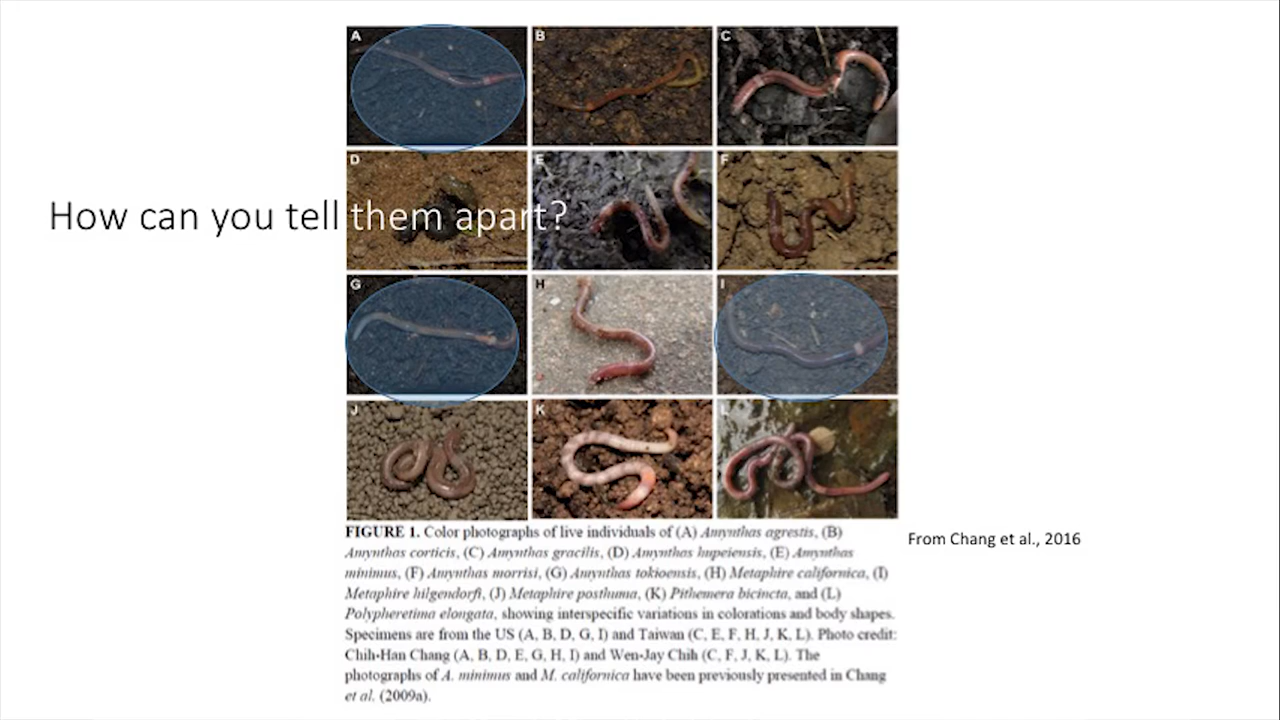 A
B
C
D
E
F
How can you tell them apart?
G
H
I
J
K
L
FIGURE 1. Color photographs of live individuals of (A) Amynthas agrestis, (B)
Amynthas corticis, (C) Amynthas gracilis, (D) Amynthas hupeiensis, (E) Amynthas
minimus, (F) Amynthas morrisi, (G) Amynthas tokioensis, (H) Metaphire californica, (I)
Metaphire hilgendorfi, (J) Metaphire posthuma, (K) Pithemera bicincta, and (L)
Polypheretima elongata, showing interspecific variations in colorations and body shapes.
Specimens are from the US (A, B, D, G, I) and Taiwan (C, E, F, H, J, K, L). Photo credit:
Chih-Han Chang (A, B, D, E, G, H, I) and Wen-Jay Chih (C, F, J, K, L). The
photographs of A. minimus and M. californica have been previously presented in Chang
et al. (2009a).
From Chang et al., 2016